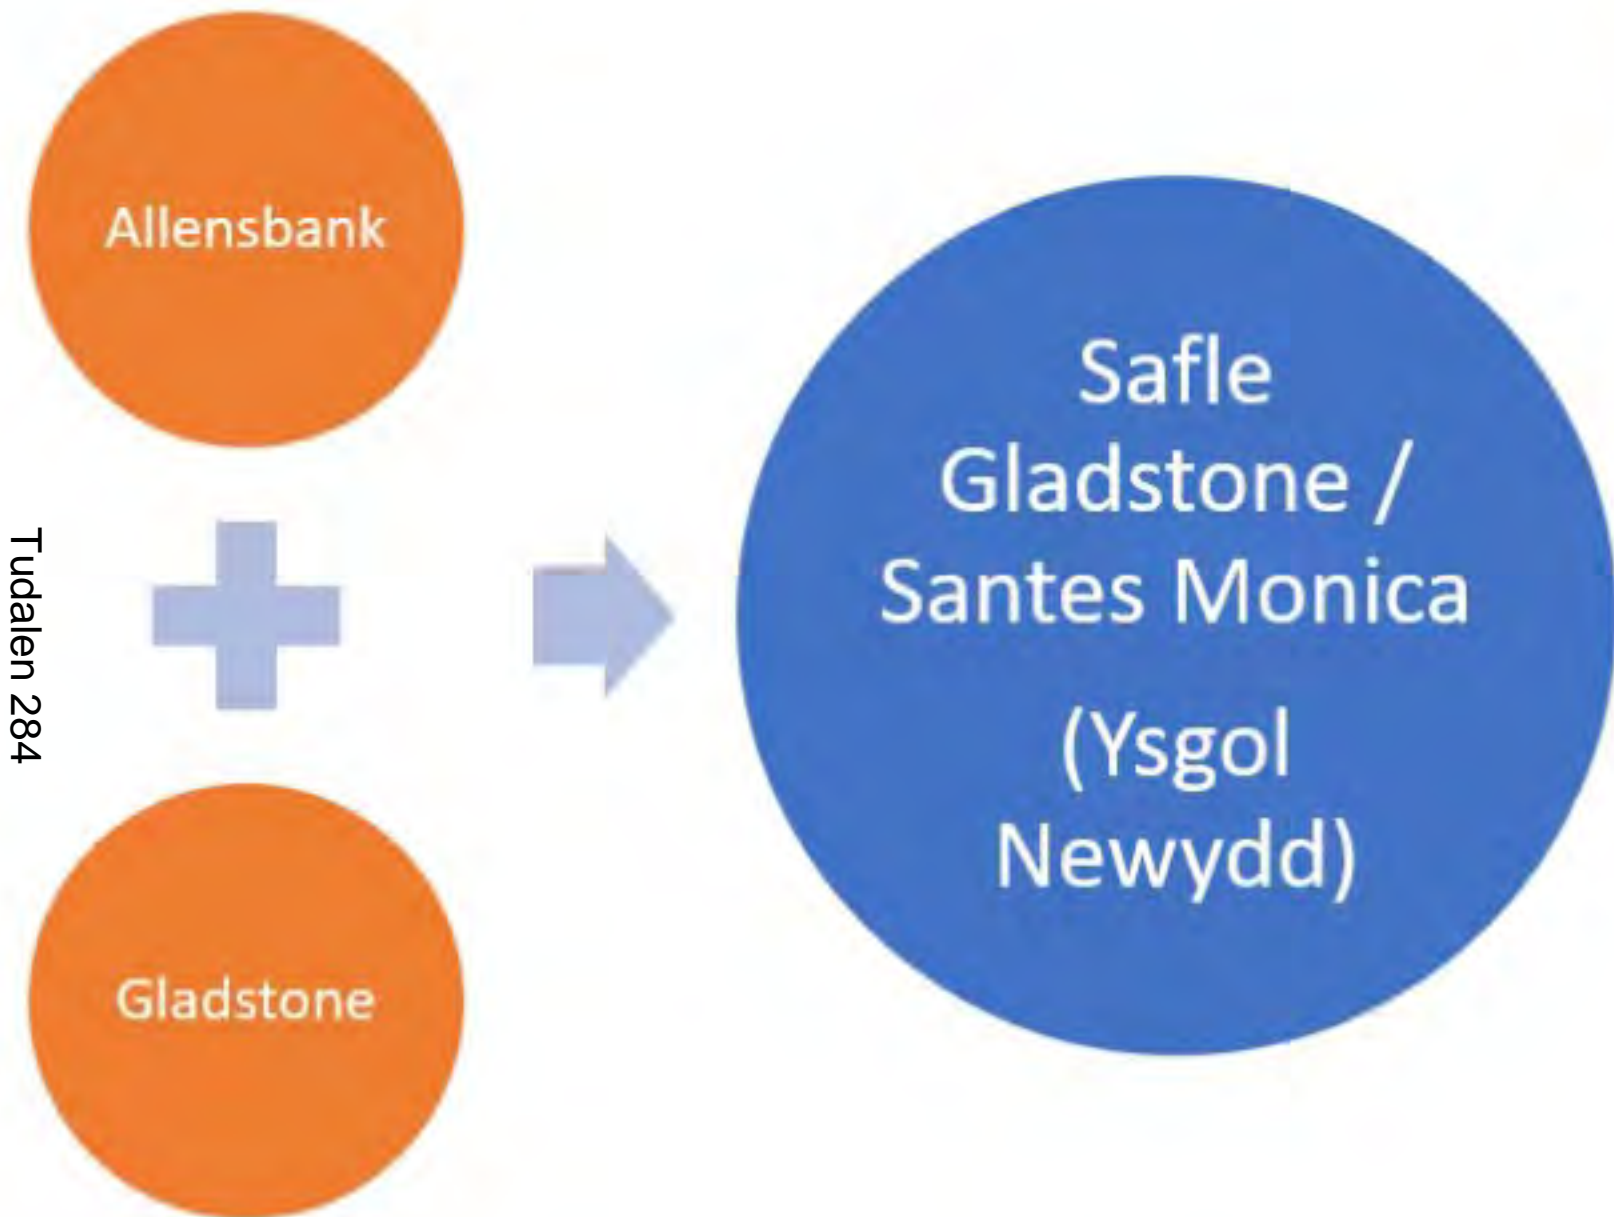 Allensbank
Gladstone
Safle
Gladstone /
Santes Monica
(Ysgol
Newydd)
Tudalen 284